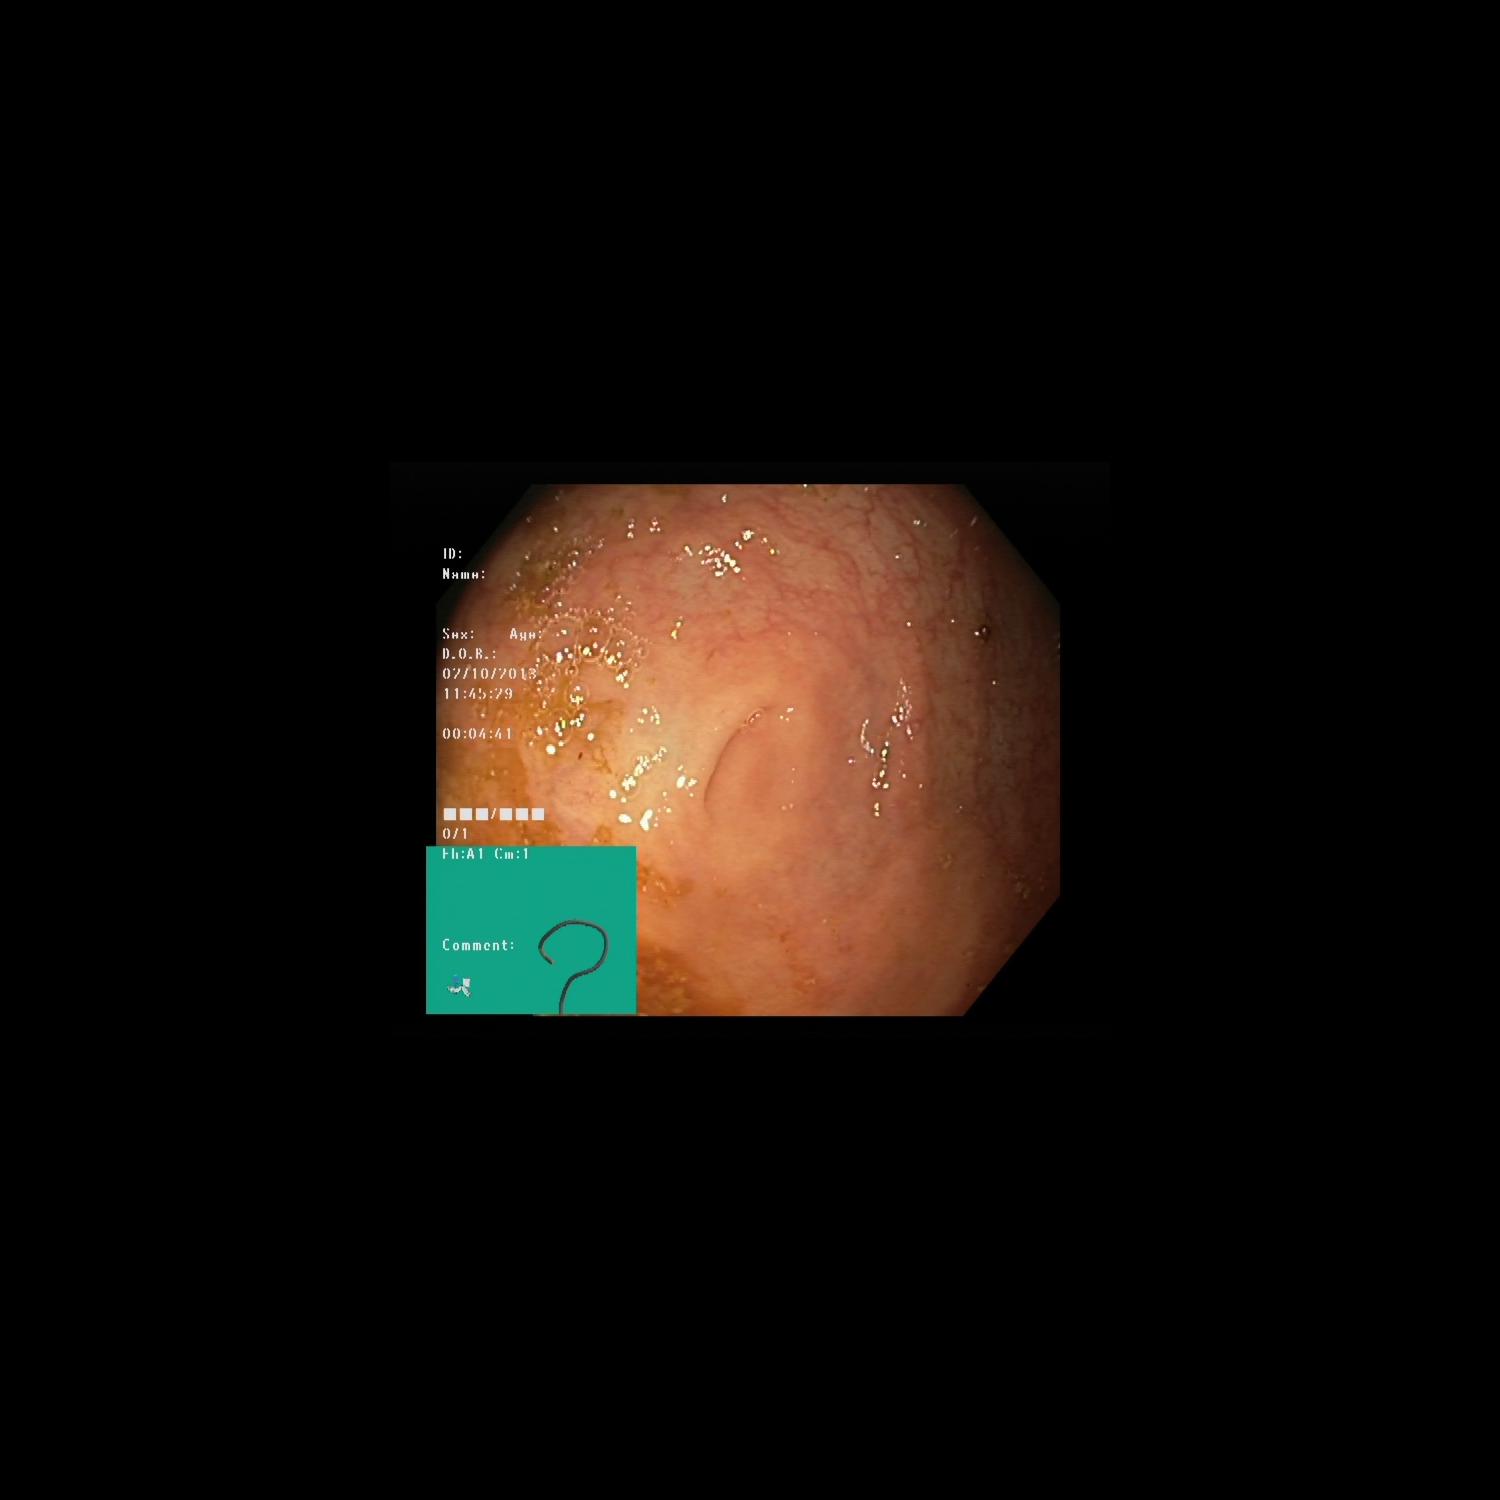 ID:
Name:
Sex: Age:
D.O.B.:
02/10/2013
11:45:29
00:04:41
■■■/■■■
0/1
Eh:A1 Cm:1
Comment: